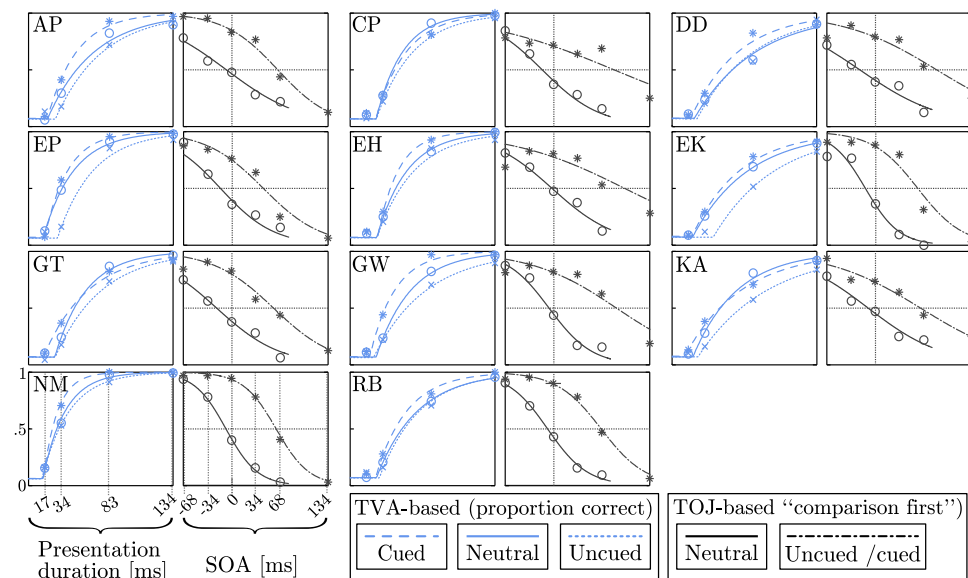 AP
CP
DD
EP
EH
EK
GT
GW
KA
NM
RB
1
.5
0
17
34
83
134
-68
-34
0
34
68
134
Presentation
duration [ms]
SOA [ms]
TVA-based (proportion correct)
Cued
Neutral
Uncued
TOJ-based “comparison first”)
Neutral
Uncued /cued